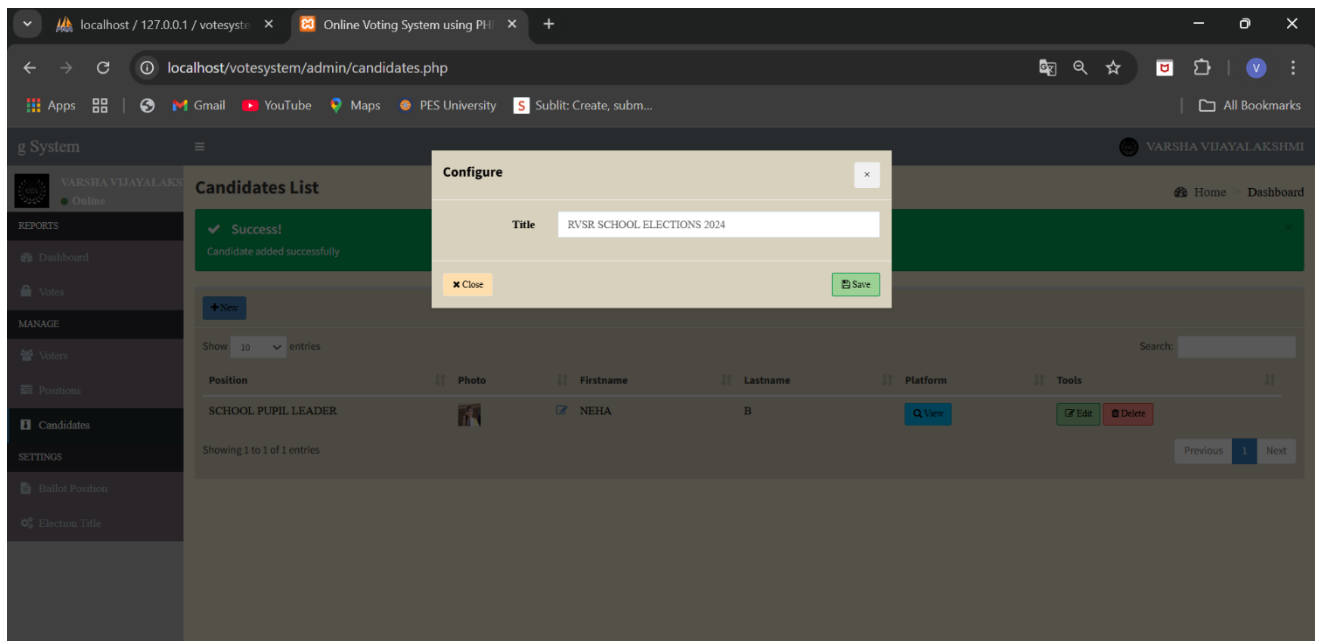 localhost / 127.0.0.1 / votesyste
Online Voting System using PH
localhost/votesystem/admin/candidates.php
Apps Gmail YouTube Maps PES University S Sublit: Create, subm... All Bookmarks
V
g System VARSHA VIJAYALAKSHMI
VARSHA VIJAYALAKS
Online
Candidates List
Home > Dashboard
Configure
×
Title RVSR SCHOOL ELECTIONS 2024
Close Save
REPORTS
Dashboard
Votes
MANAGE
Voters
Positions
Candidates
SETTINGS
Ballot Position
Election Title
Success!
Candidate added successfully
+New
Show 10 entries Search:
Position Photo Firstname Lastname Platform Tools
SCHOOL PUPIL LEADER NEHA B View Edit Delete
Showing 1 to 1 of 1 entries Previous 1 Next